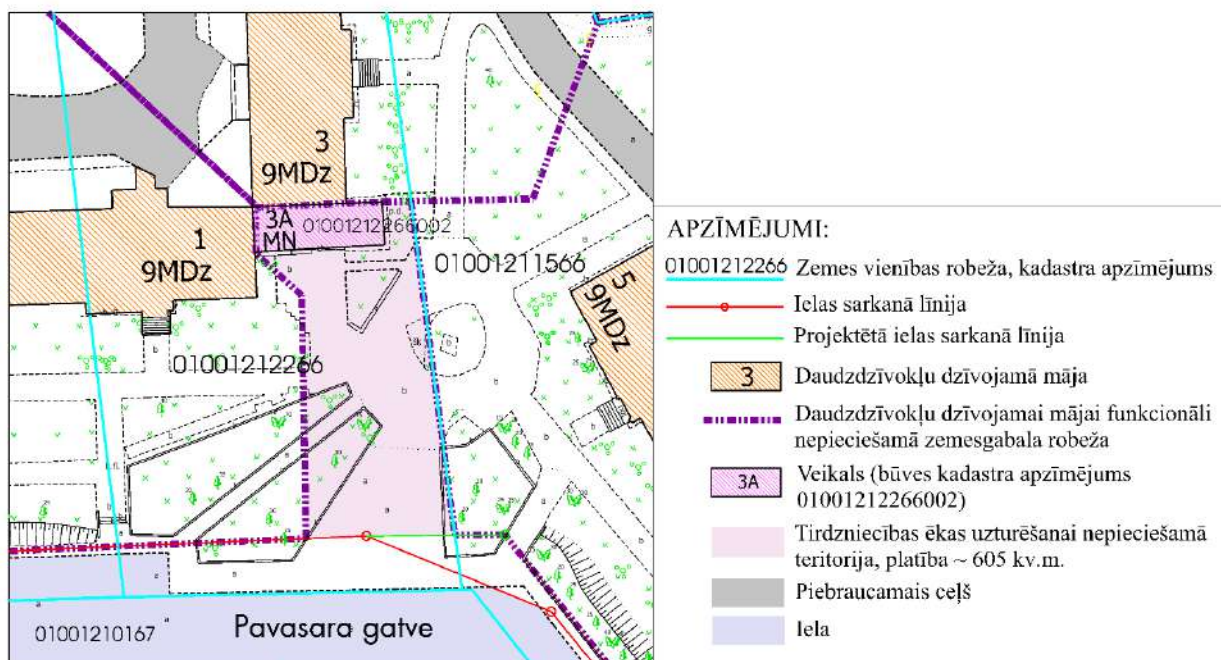 3
9MDz
3A
MN
01001212266002
1
9MDz
01001211566
5
9MDz
01001212266
01001210167
Pavasara gatve
APZĪMĒJUMI:
01001212266 Zemes vienības robeža, kadastra apzīmējums
Ielas sarkanā līnija
Projektētā ielas sarkanā līnija
3 Daudzdzīvokļu dzīvojamā māja
Daudzdzīvokļu dzīvojamai mājai funkcionāli
nepieciešamā zemesgabala robeža
3A Veikals (būves kadastra apzīmējums
01001212266002)
Tirdzniecības ēkas uzturēšanai nepieciešamā
teritorija, platība ~ 605 kv.m.
Piebraucamais ceļš
Iela